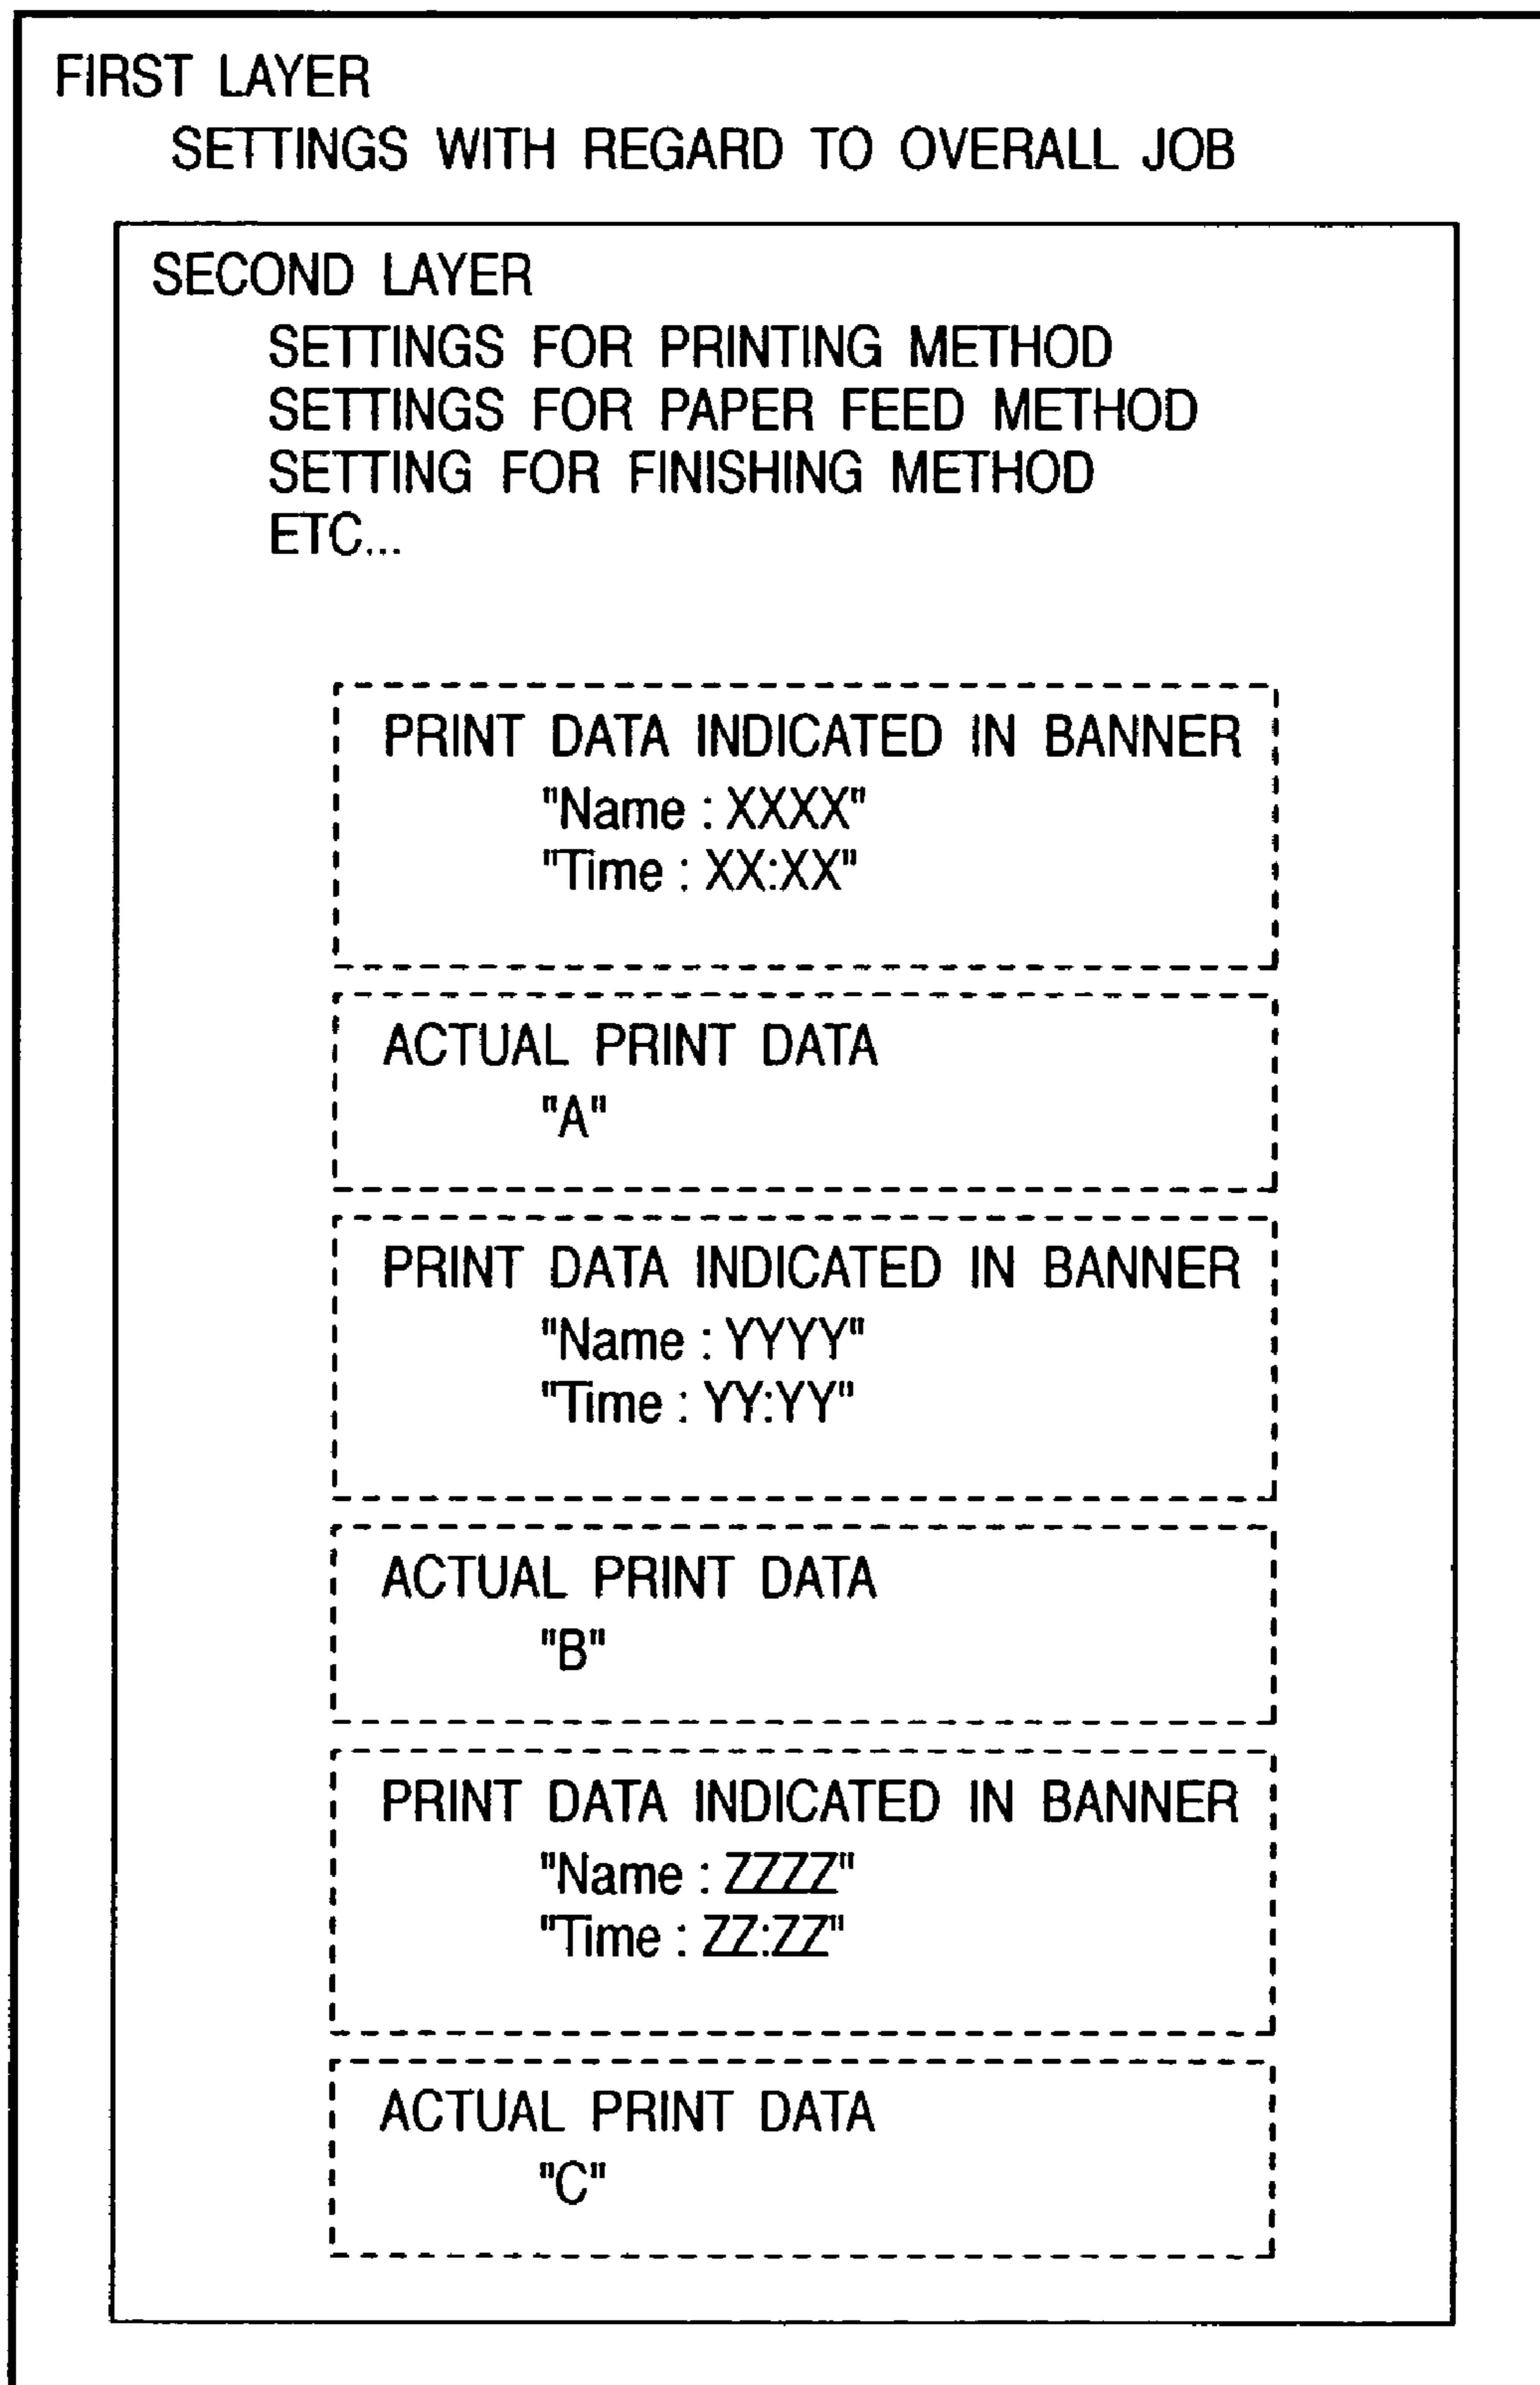 FIRST LAYER
SETTINGS WITH REGARD TO OVERALL JOB
SECOND LAYER
SETTINGS FOR PRINTING METHOD
SETTINGS FOR PAPER FEED METHOD
SETTING FOR FINISHING METHOD
ETC...
PRINT DATA INDICATED IN BANNER
"Name : XXXX"
"Time : XX:XX"
ACTUAL PRINT DATA
"A"
PRINT DATA INDICATED IN BANNER
"Name : YYYY"
"Time : YY:YY"
ACTUAL PRINT DATA
"B"
PRINT DATA INDICATED IN BANNER
"Name : ZZZZ"
"Time : ZZ:ZZ"
ACTUAL PRINT DATA
"C"